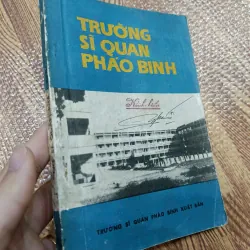 TRƯỜNG
SĨ QUAN
PHÁO BINH
TRƯỜNG SĨ QUAN PHÁO BINH XUẤT BẢN